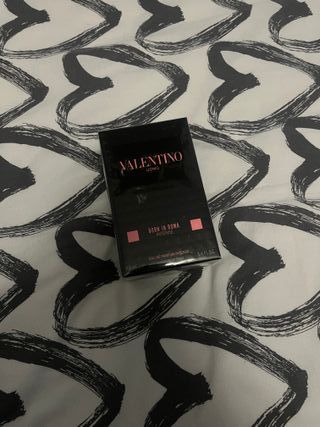 VALENTINO
UOMO
BORN IN ROMA
INTENSE